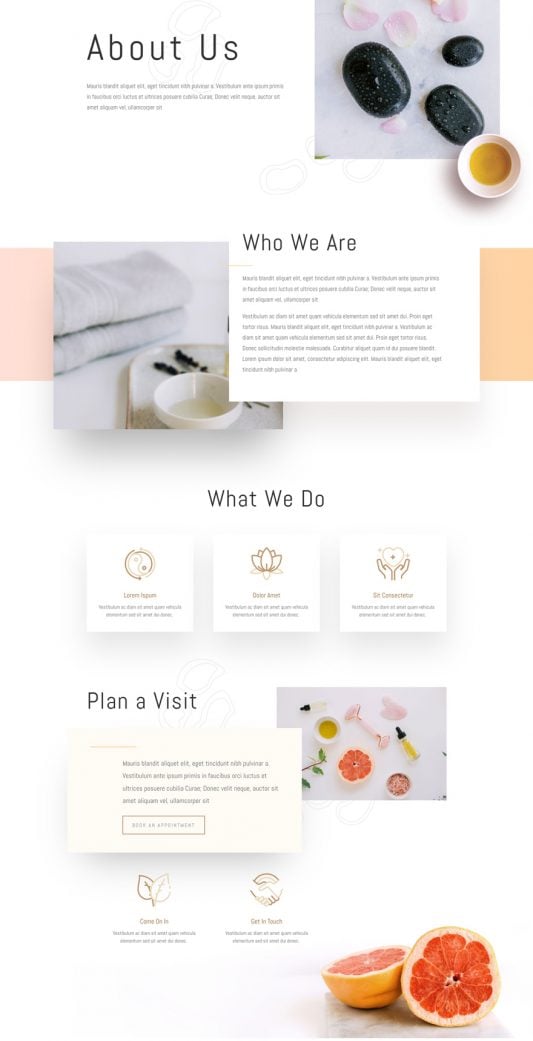 About Us
Mauris blandit aliquet elit, eget tincidunt nibh pulvinar a. Vestibulum ante ipsum primis
in faucibus orci luctus et ultrices posuere cubilia Curae; Donec velit neque, auctor sit
amet aliquam vel, ullamcorper sit
Who We Are
Mauris blandit aliquet elit, eget tincidunt nibh pulvinar a. Vestibulum ante ipsum primis
in faucibus orci luctus et ultrices posuere cubilia Curae; Donec velit neque, auctor sit
amet aliquam vel, ullamcorper sit
Vestibulum ac diam sit amet quam vehicula elementum sed sit amet dui. Proin eget
tortor risus. Mauris blandit aliquet elit, eget tincidunt nibh pulvinar a. Vestibulum ac
diam sit amet quam vehicula elementum sed sit amet dui. Proin eget tortor risus.
Donec sollicitudin molestie malesuada. Curabitur aliquet quam id dui posuere blandit.
Lorem ipsum dolor sit amet, consectetur adipiscing elit. Mauris blandit aliquet elit, eget
tincidunt nibh pulvinar a
What We Do
Lorem Ispum
Vestibulum ac diam sit amet quam vehicula
elementum sed sit amet dui donec.
Dolor Amet
Vestibulum ac diam sit amet quam vehicula
elementum sed sit amet dui donec.
Sit Consectetur
Vestibulum ac diam sit amet quam vehicula
elementum sed sit amet dui donec.
Plan a Visit
Mauris blandit aliquet elit, eget tincidunt nibh pulvinar a.
Vestibulum ante ipsum primis in faucibus orci luctus et
ultrices posuere cubilia Curae; Donec velit neque, auctor sit
amet aliquam vel, ullamcorper sit
BOOK AN APPOINTMENT
Come On In
Vestibulum ac diam sit amet quam vehicula
elementum sed sit amet dui donec.
Get In Touch
Vestibulum ac diam sit amet quam vehicula
elementum sed sit amet dui donec.